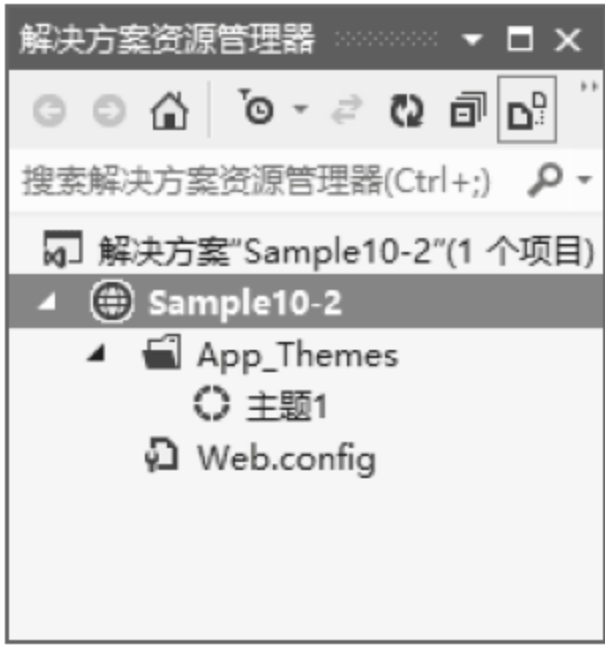 解决方案资源管理器
搜索解决方案资源管理器(Ctrl+;)
解决方案"Sample10-2"(1 个项目)
Sample10-2
App_Themes
主题1
Web.config